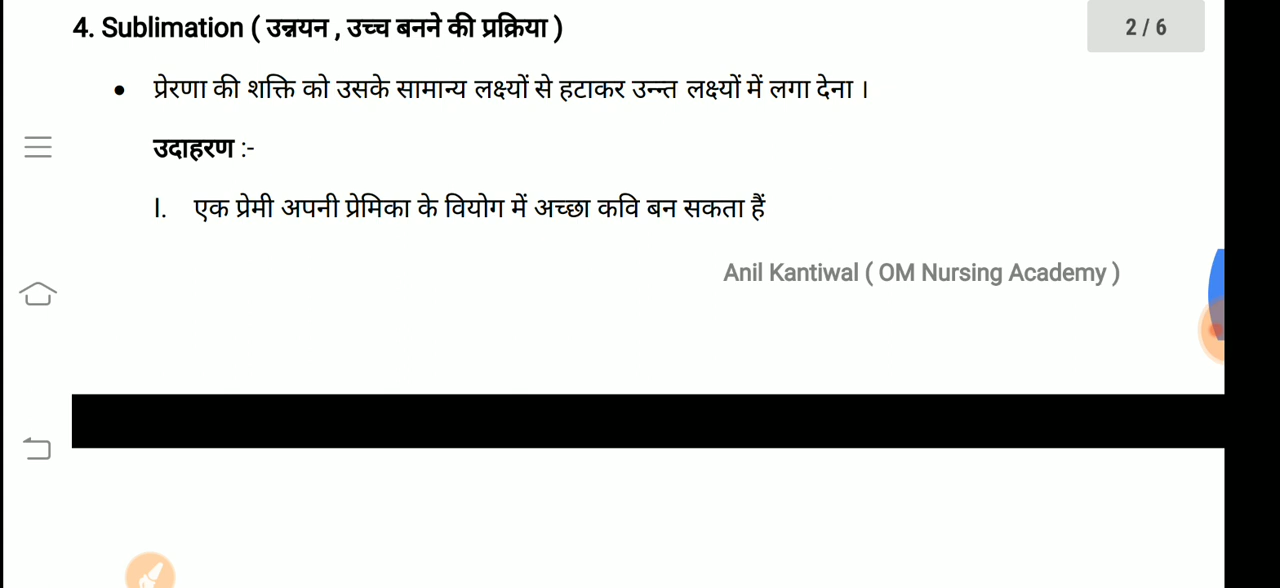 4. Sublimation ( उन्नयन , उच्च बनने की प्रक्रिया )
2 / 6
• प्रेरणा की शक्ति को उसके सामान्य लक्ष्यों से हटाकर उन्न्त लक्ष्यों में लगा देना ।
उदाहरण :-
I. एक प्रेमी अपनी प्रेमिका के वियोग में अच्छा कवि बन सकता हैं
Anil Kantiwal ( OM Nursing Academy )